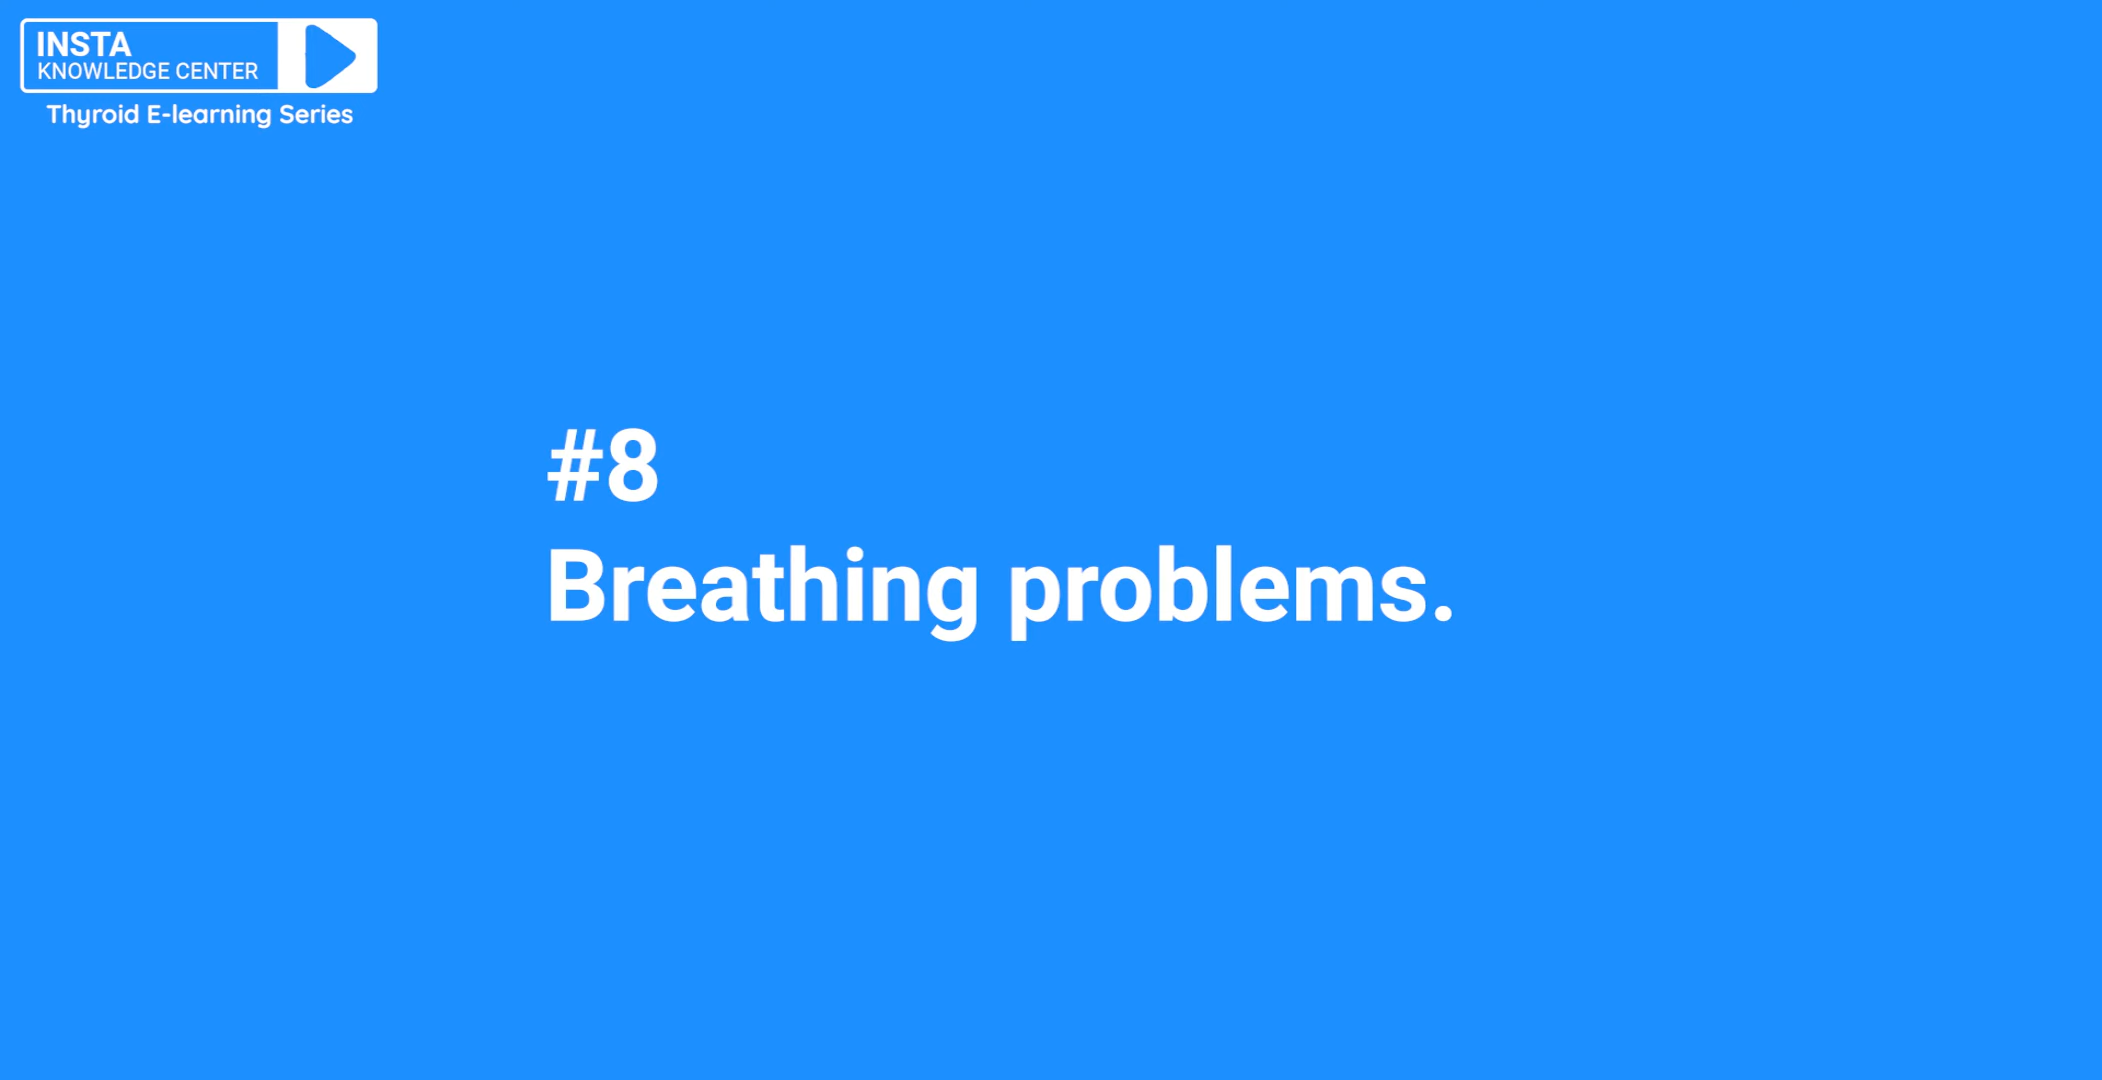 INSTA
KNOWLEDGE CENTER
Thyroid E-learning Series
#8
Breathing problems.